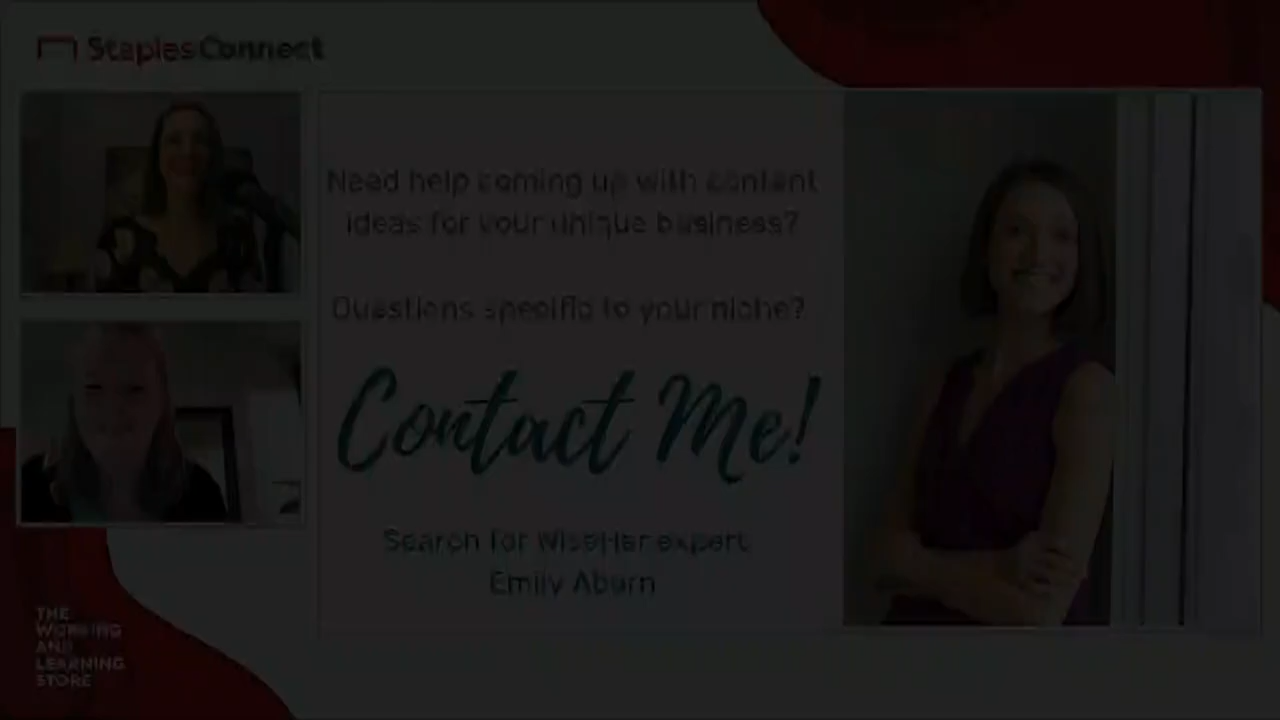 Staples Connect
Need help coming up with content
ideas for your unique business?
Questions specific to your niche?
Contact Me!
Search for WiseHer expert
Emily Aborn
THE
WORKING
AND
LEARNING
STORE